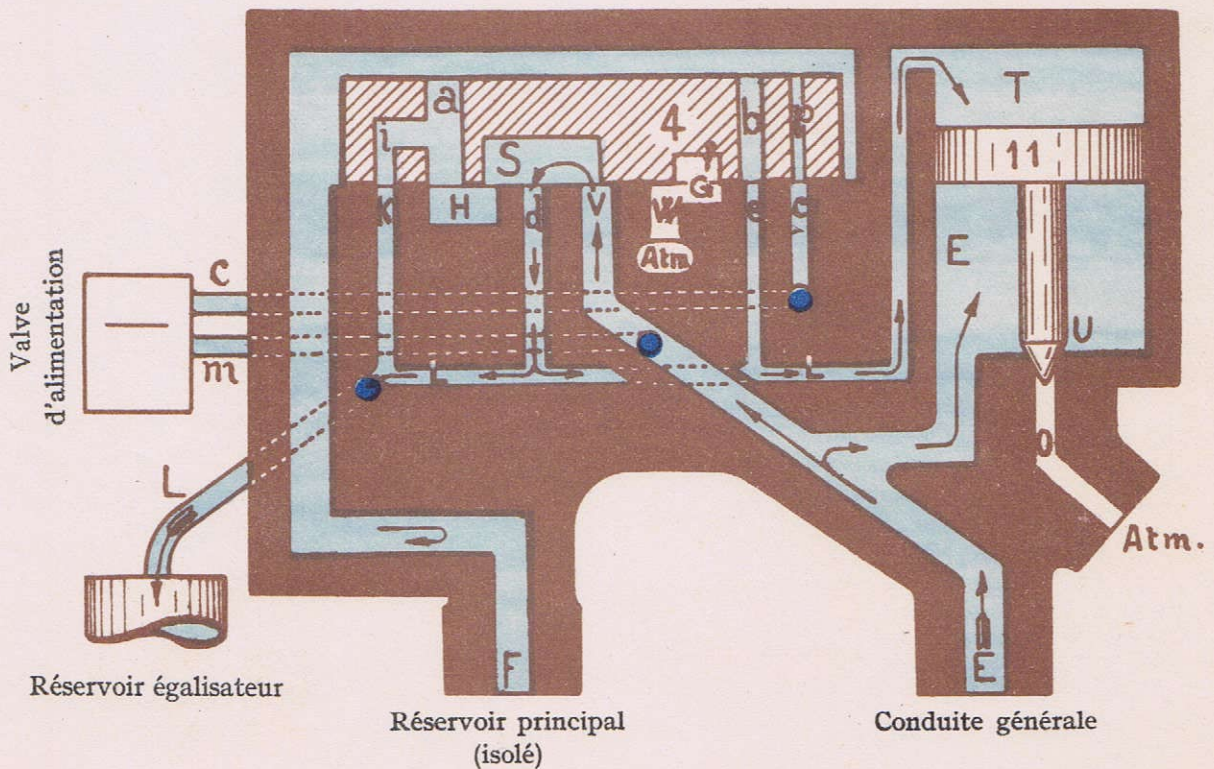 T
a
b
p
4
11
i
S
G
K
H
d
V
W
e
c
E
Atm
C
Valve
d'alimentation
m
U
L
L
L
O
Atm.
F
E
Réservoir égalisateur
Réservoir principal
(isolé)
Conduite générale